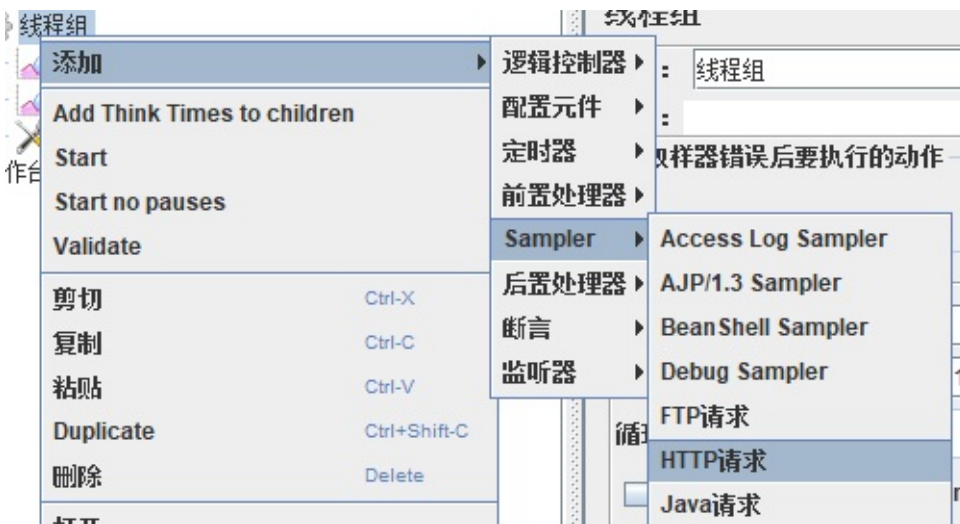 线程组
添加
Add Think Times to children
Start
Start no pauses
Validate
剪切 Ctrl-X
复制 Ctrl-C
粘贴 Ctrl-V
Duplicate Ctrl+Shift-C
删除 Delete
打开
作台
逻辑控制器
配置元件
定时器
前置处理器
Sampler
后置处理器
断言
监听器
Access Log Sampler
AJP/1.3 Sampler
BeanShell Sampler
Debug Sampler
FTP请求
HTTP请求
Java请求
线程组
: 线程组
:
取样器错误后要执行的动作
循